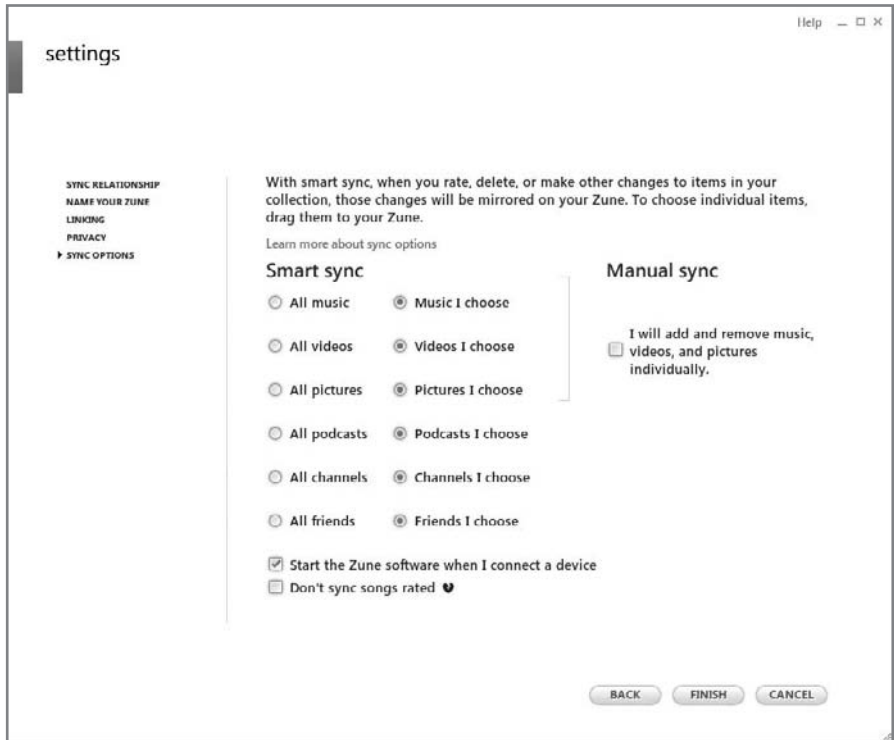 Help
settings
SYNC RELATIONSHIP
NAME YOUR ZUNE
LINKING
PRIVACY
SYNC OPTIONS
With smart sync, when you rate, delete, or make other changes to items in your
collection, those changes will be mirrored on your Zune. To choose individual items,
drag them to your Zune.
Learn more about sync options
Smart sync
All music Music I choose
All videos Videos I choose
All pictures Pictures I choose
All podcasts Podcasts I choose
All channels Channels I choose
All friends Friends I choose
Manual sync
I will add and remove music,
videos, and pictures
individually.
Start the Zune software when I connect a device
Don't sync songs rated
BACK FINISH CANCEL